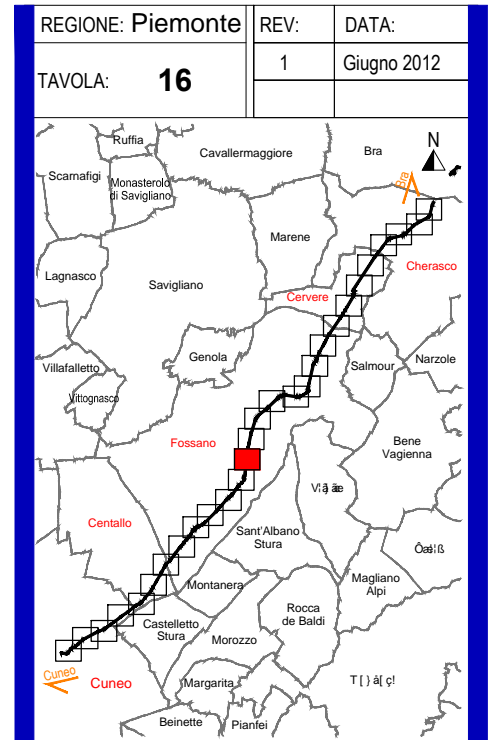 REGIONE: Piemonte
REV:
DATA:
TAVOLA: 16
1
Giugno 2012
Ruffia
Cavallermaggiore
Bra
N
Scarnafigi
Monasterolo
di Savigliano
Bra
Marene
Cherasco
Lagnasco
Savigliano
Cervere
Villafalletto
Genola
Salmour
Narzole
Vittognasco
Fossano
Bene
Vagienna
Centallo
Sant'Albano
Stura
Montanera
Magliano
Alpi
Castelletto
Stura
Rocca
de Baldi
Morozzo
Cuneo
Cuneo
Margarita
Beinette
Pianfei